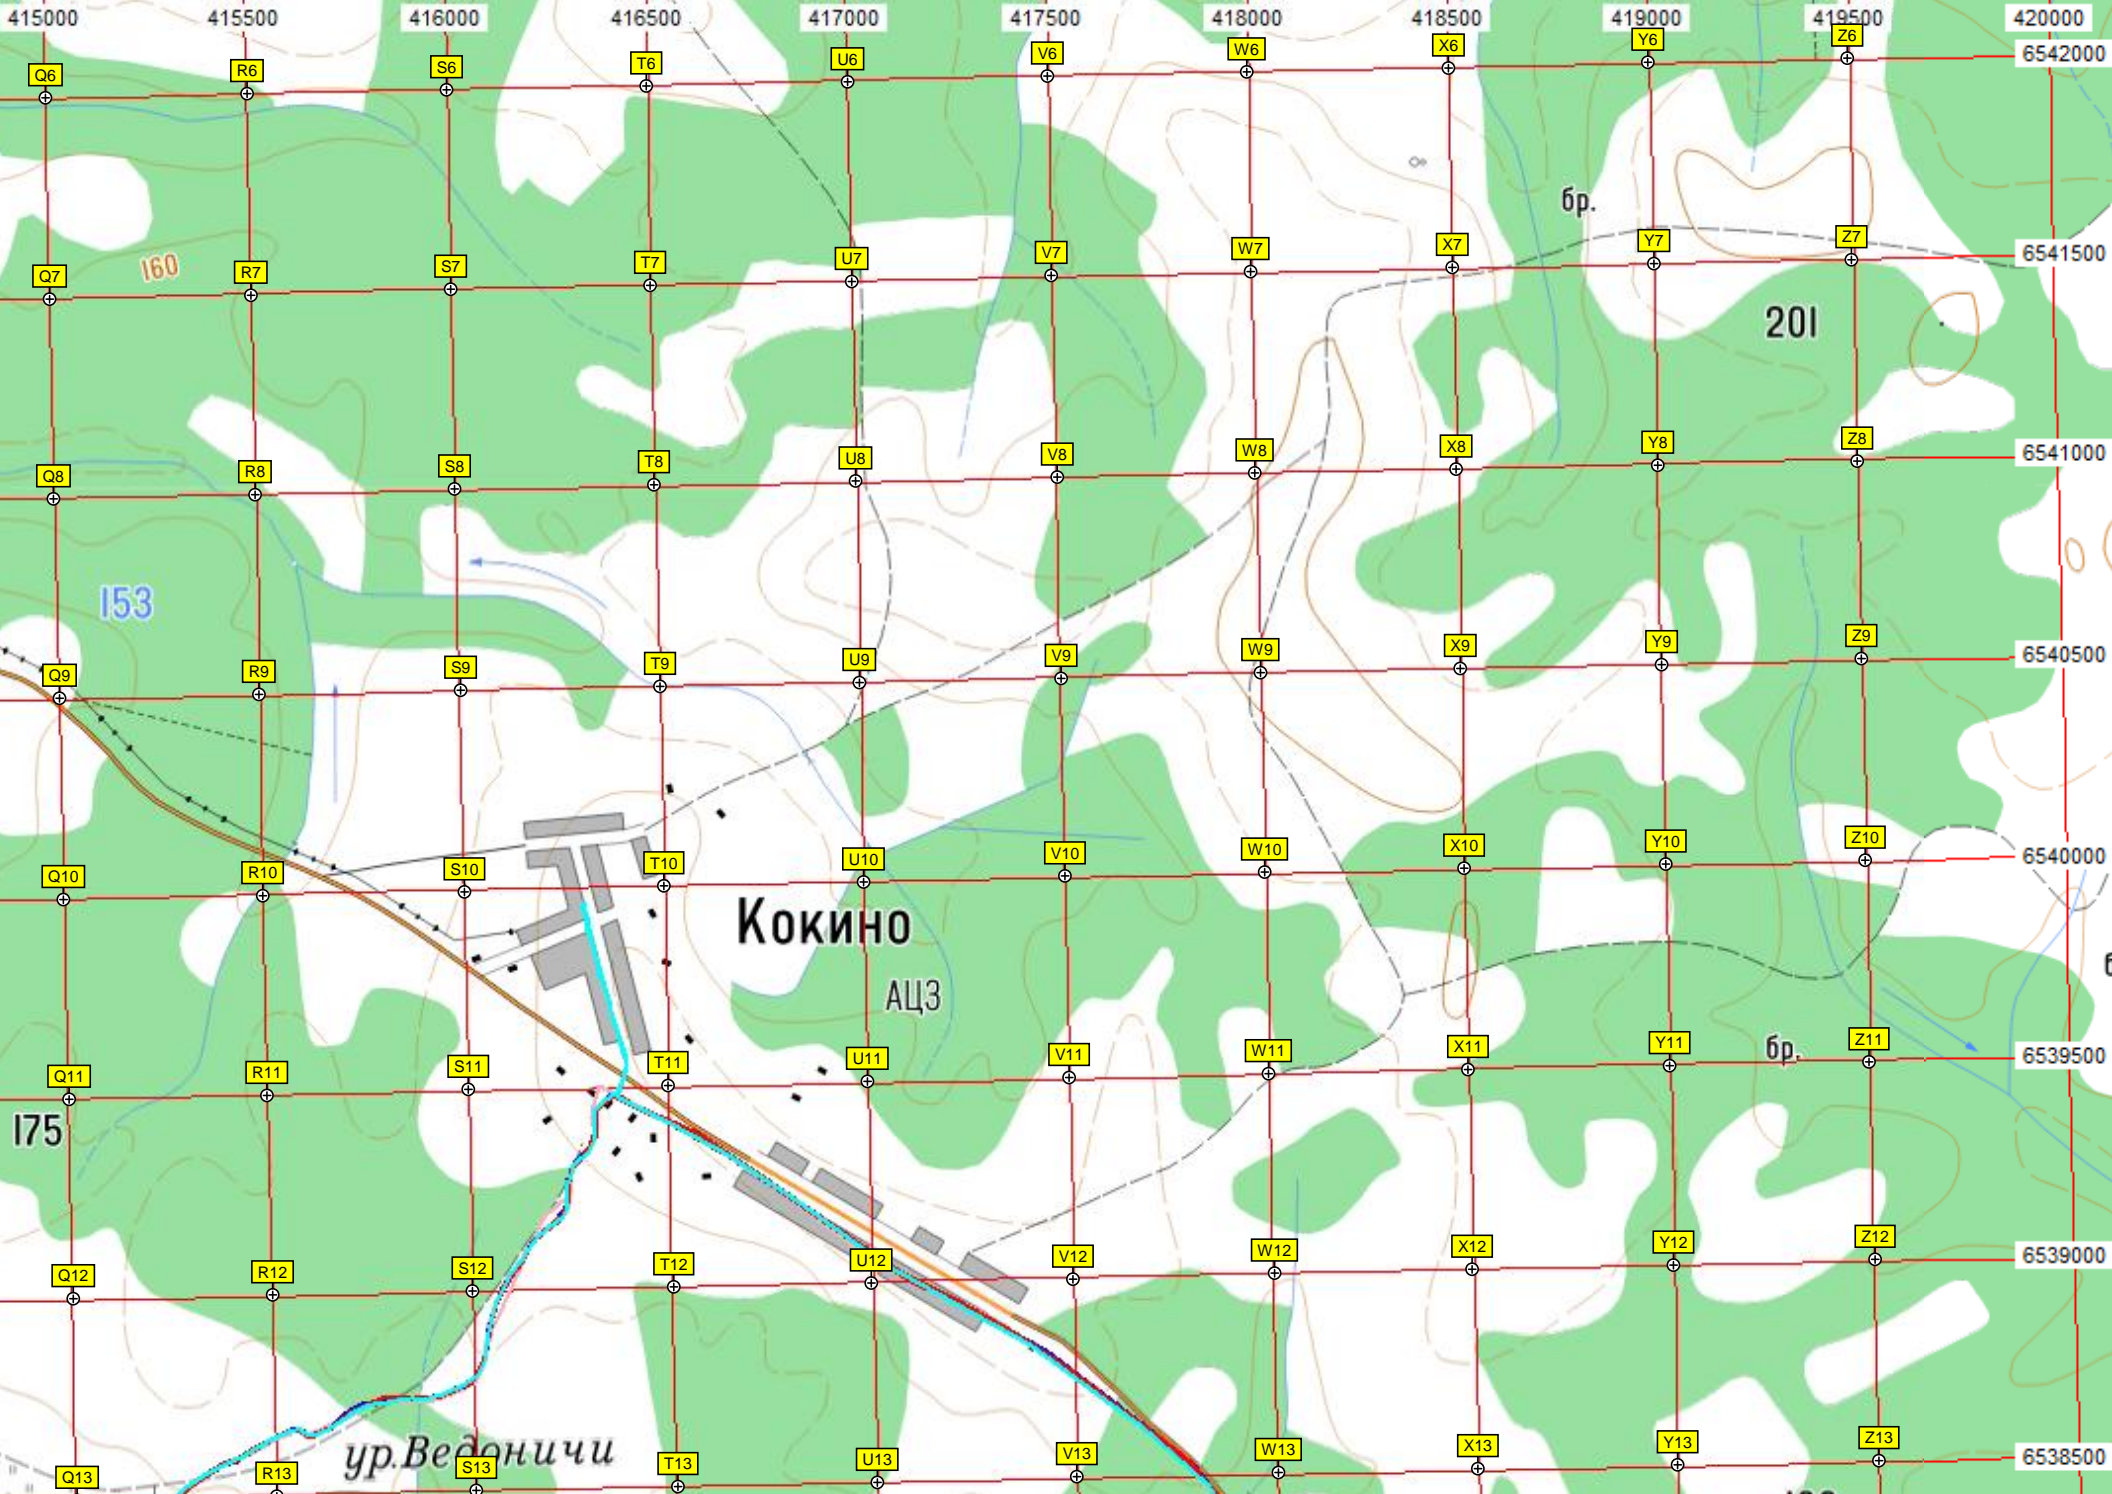 415000 415500 416000 416500 417000 417500 418000 418500 419000 419500 420000
Q6 R6 S6 T6 U6 V6 W6 X6 Y6 Z6 6542000
бр.
I60
Q7 R7 S7 T7 U7 V7 W7 X7 Y7 Z7 6541500
20I
Q8 R8 S8 T8 U8 V8 W8 X8 Y8 Z8 6541000
I53
Q9 R9 S9 T9 U9 V9 W9 X9 Y9 Z9 6540500
Q10 R10 S10 T10 U10 V10 W10 X10 Y10 Z10 6540000
Кокино
АЦЗ
бр.
Q11 R11 S11 T11 U11 V11 W11 X11 Y11 Z11 6539500
I75
Q12 R12 S12 T12 U12 V12 W12 X12 Y12 Z12 6539000
ур.Ведоничи
Q13 R13 S13 T13 U13 V13 W13 X13 Y13 Z13 6538500